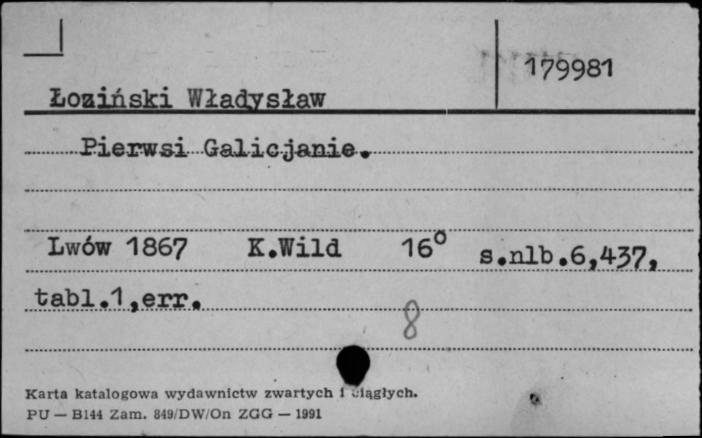 179981
Łoziński Władysław
Pierwsi Galicjanie.
Lwów 1867 K.Wild 16° s.nlb.6,437,
tabl.1,err.
8
Karta katalogowa wydawnictw zwartych i ciągłych.
PU — B144 Zam. 849/DW/On ZGG — 1991